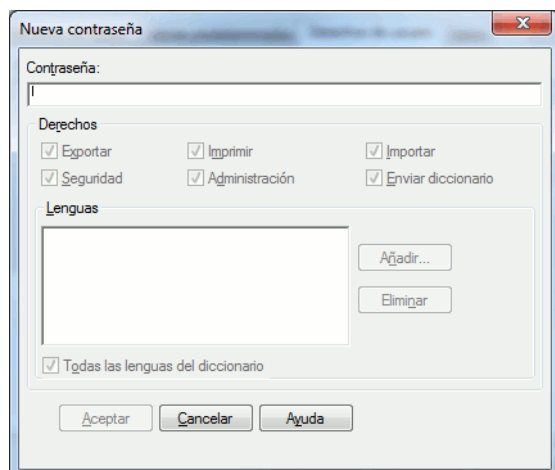 Nueva contraseña
Contraseña:
Derechos
Exportar Imprimir Importar
Seguridad Administración Enviar diccionario
Lenguas
Añadir...
Eliminar
Todas las lenguas del diccionario
Aceptar Cancelar Ayuda